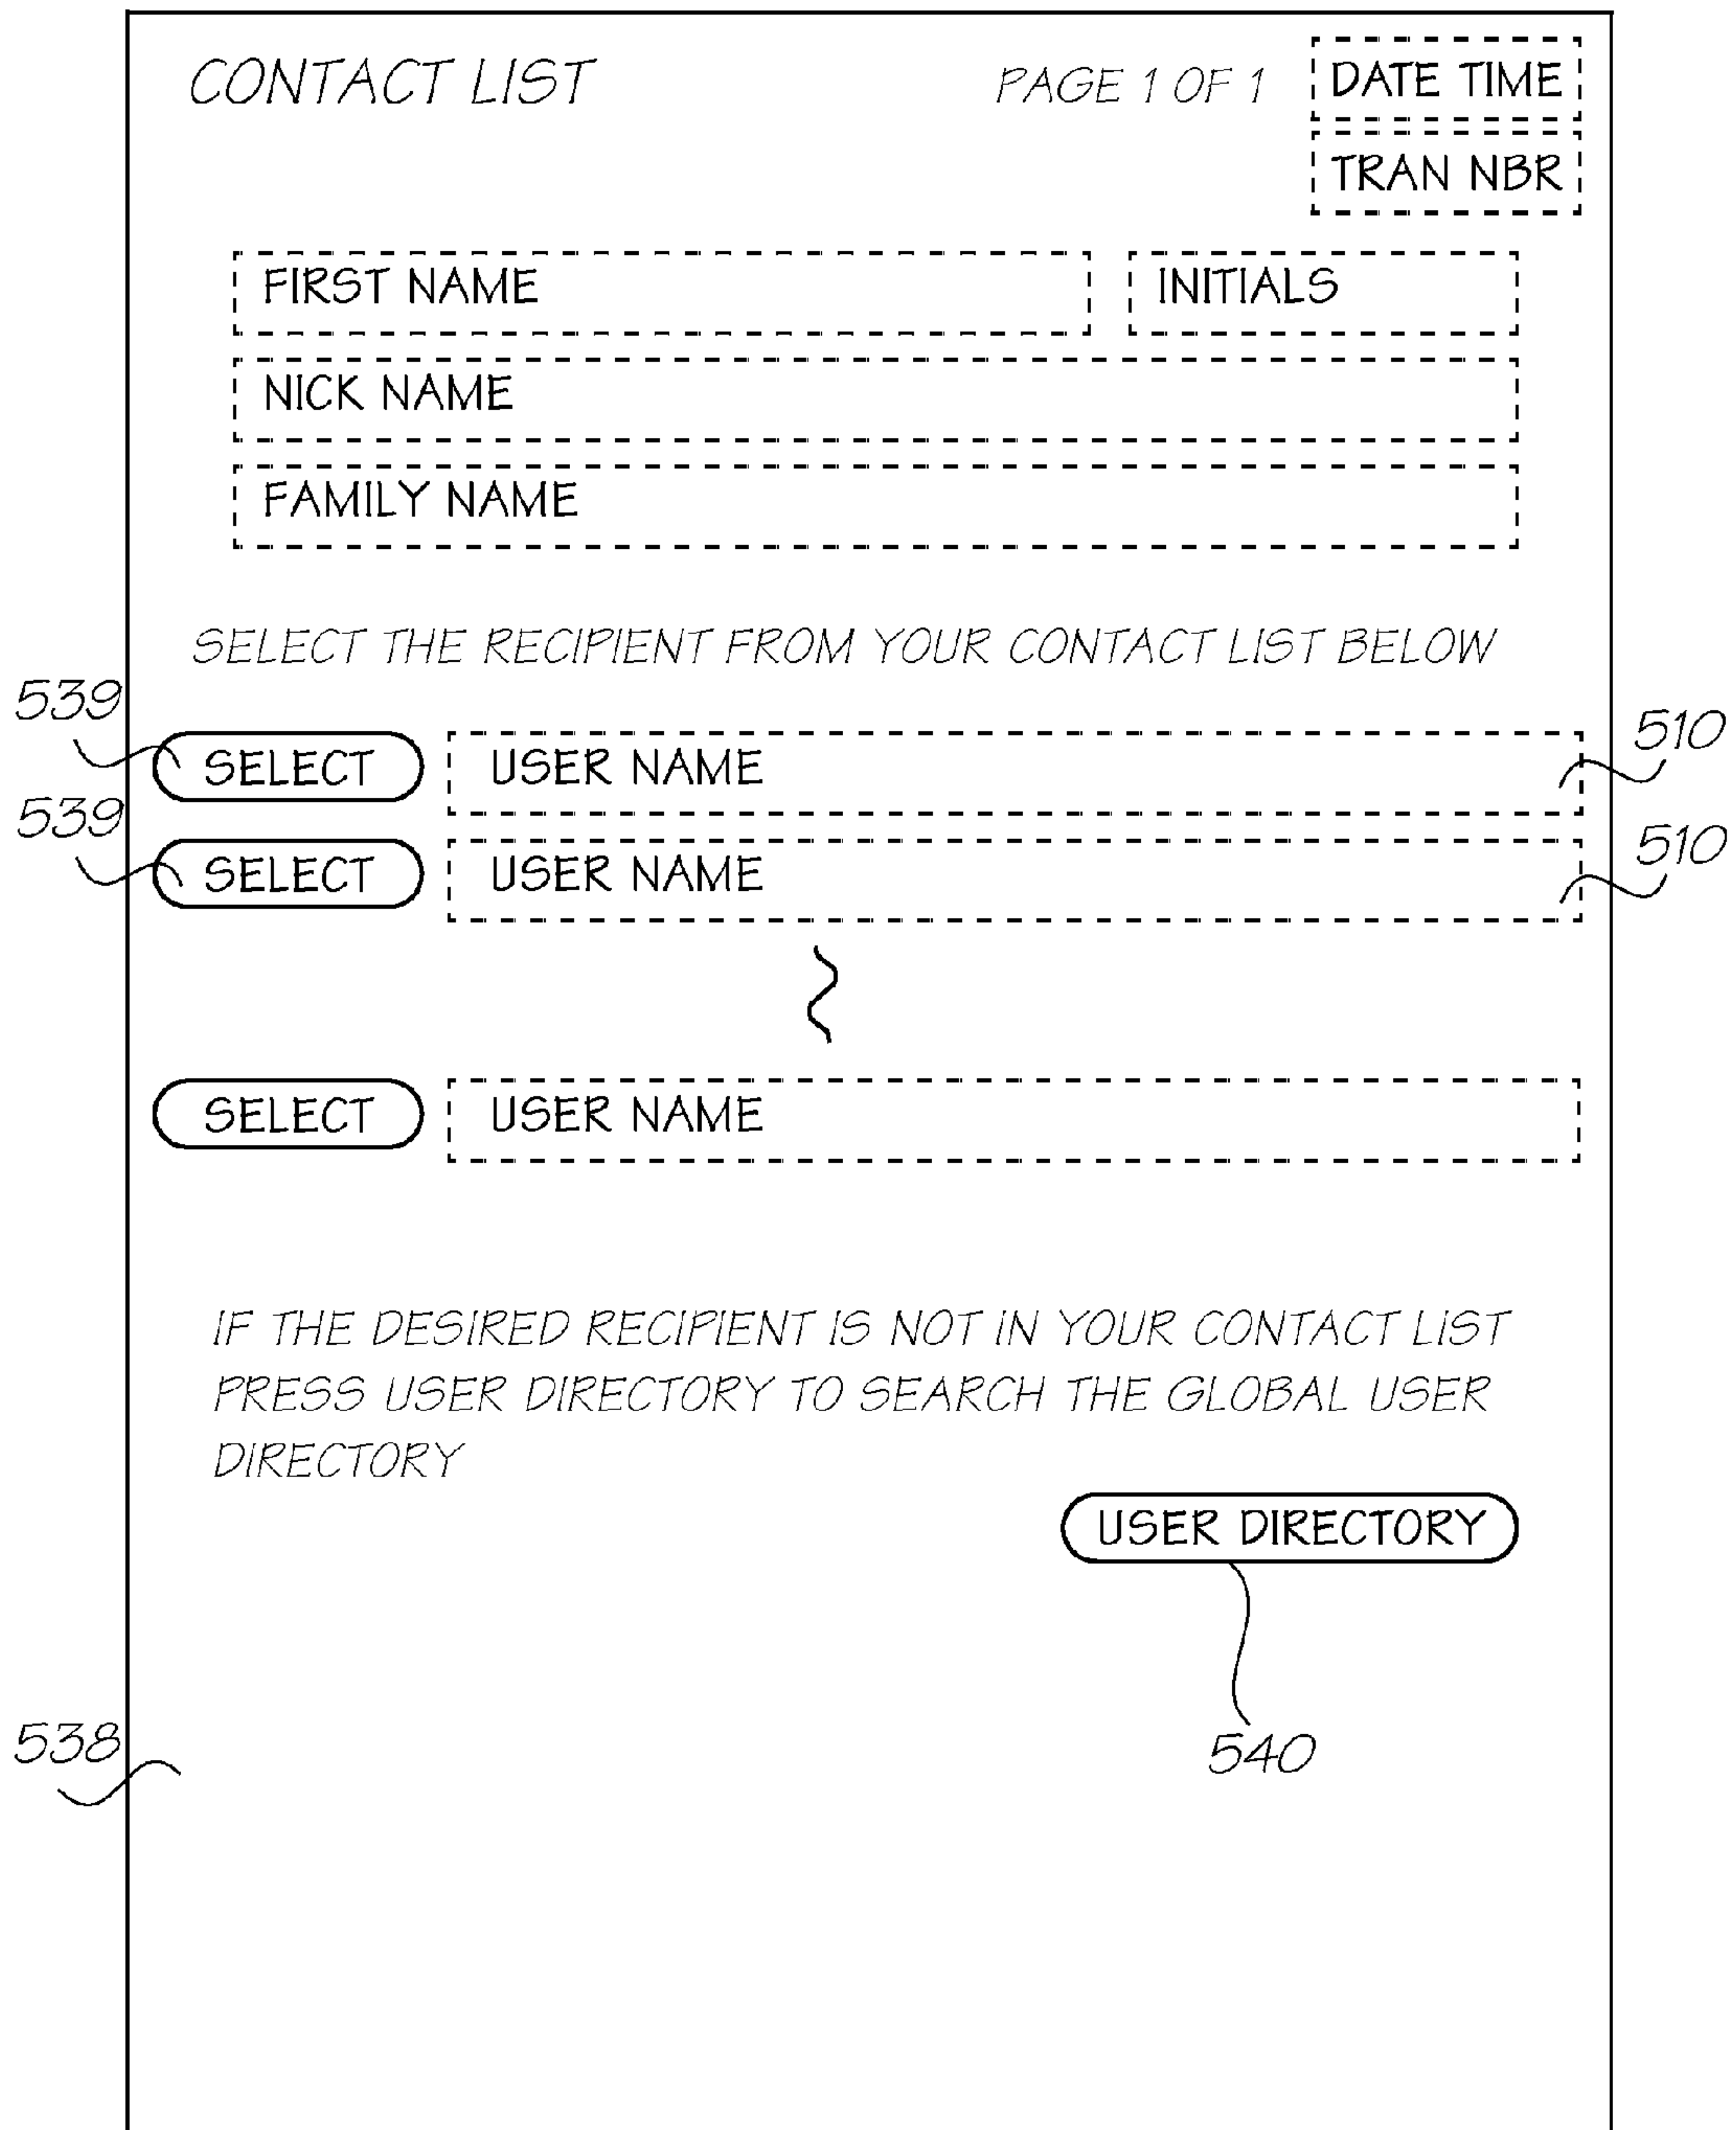 CONTACT LIST PAGE 1 OF 1 DATE TIME
TRAN NBR
FIRST NAME INITIALS
NICK NAME
FAMILY NAME
SELECT THE RECIPIENT FROM YOUR CONTACT LIST BELOW
539 SELECT USER NAME 510
539 SELECT USER NAME 510
SELECT USER NAME
IF THE DESIRED RECIPIENT IS NOT IN YOUR CONTACT LIST
PRESS USER DIRECTORY TO SEARCH THE GLOBAL USER
DIRECTORY
USER DIRECTORY
538 540